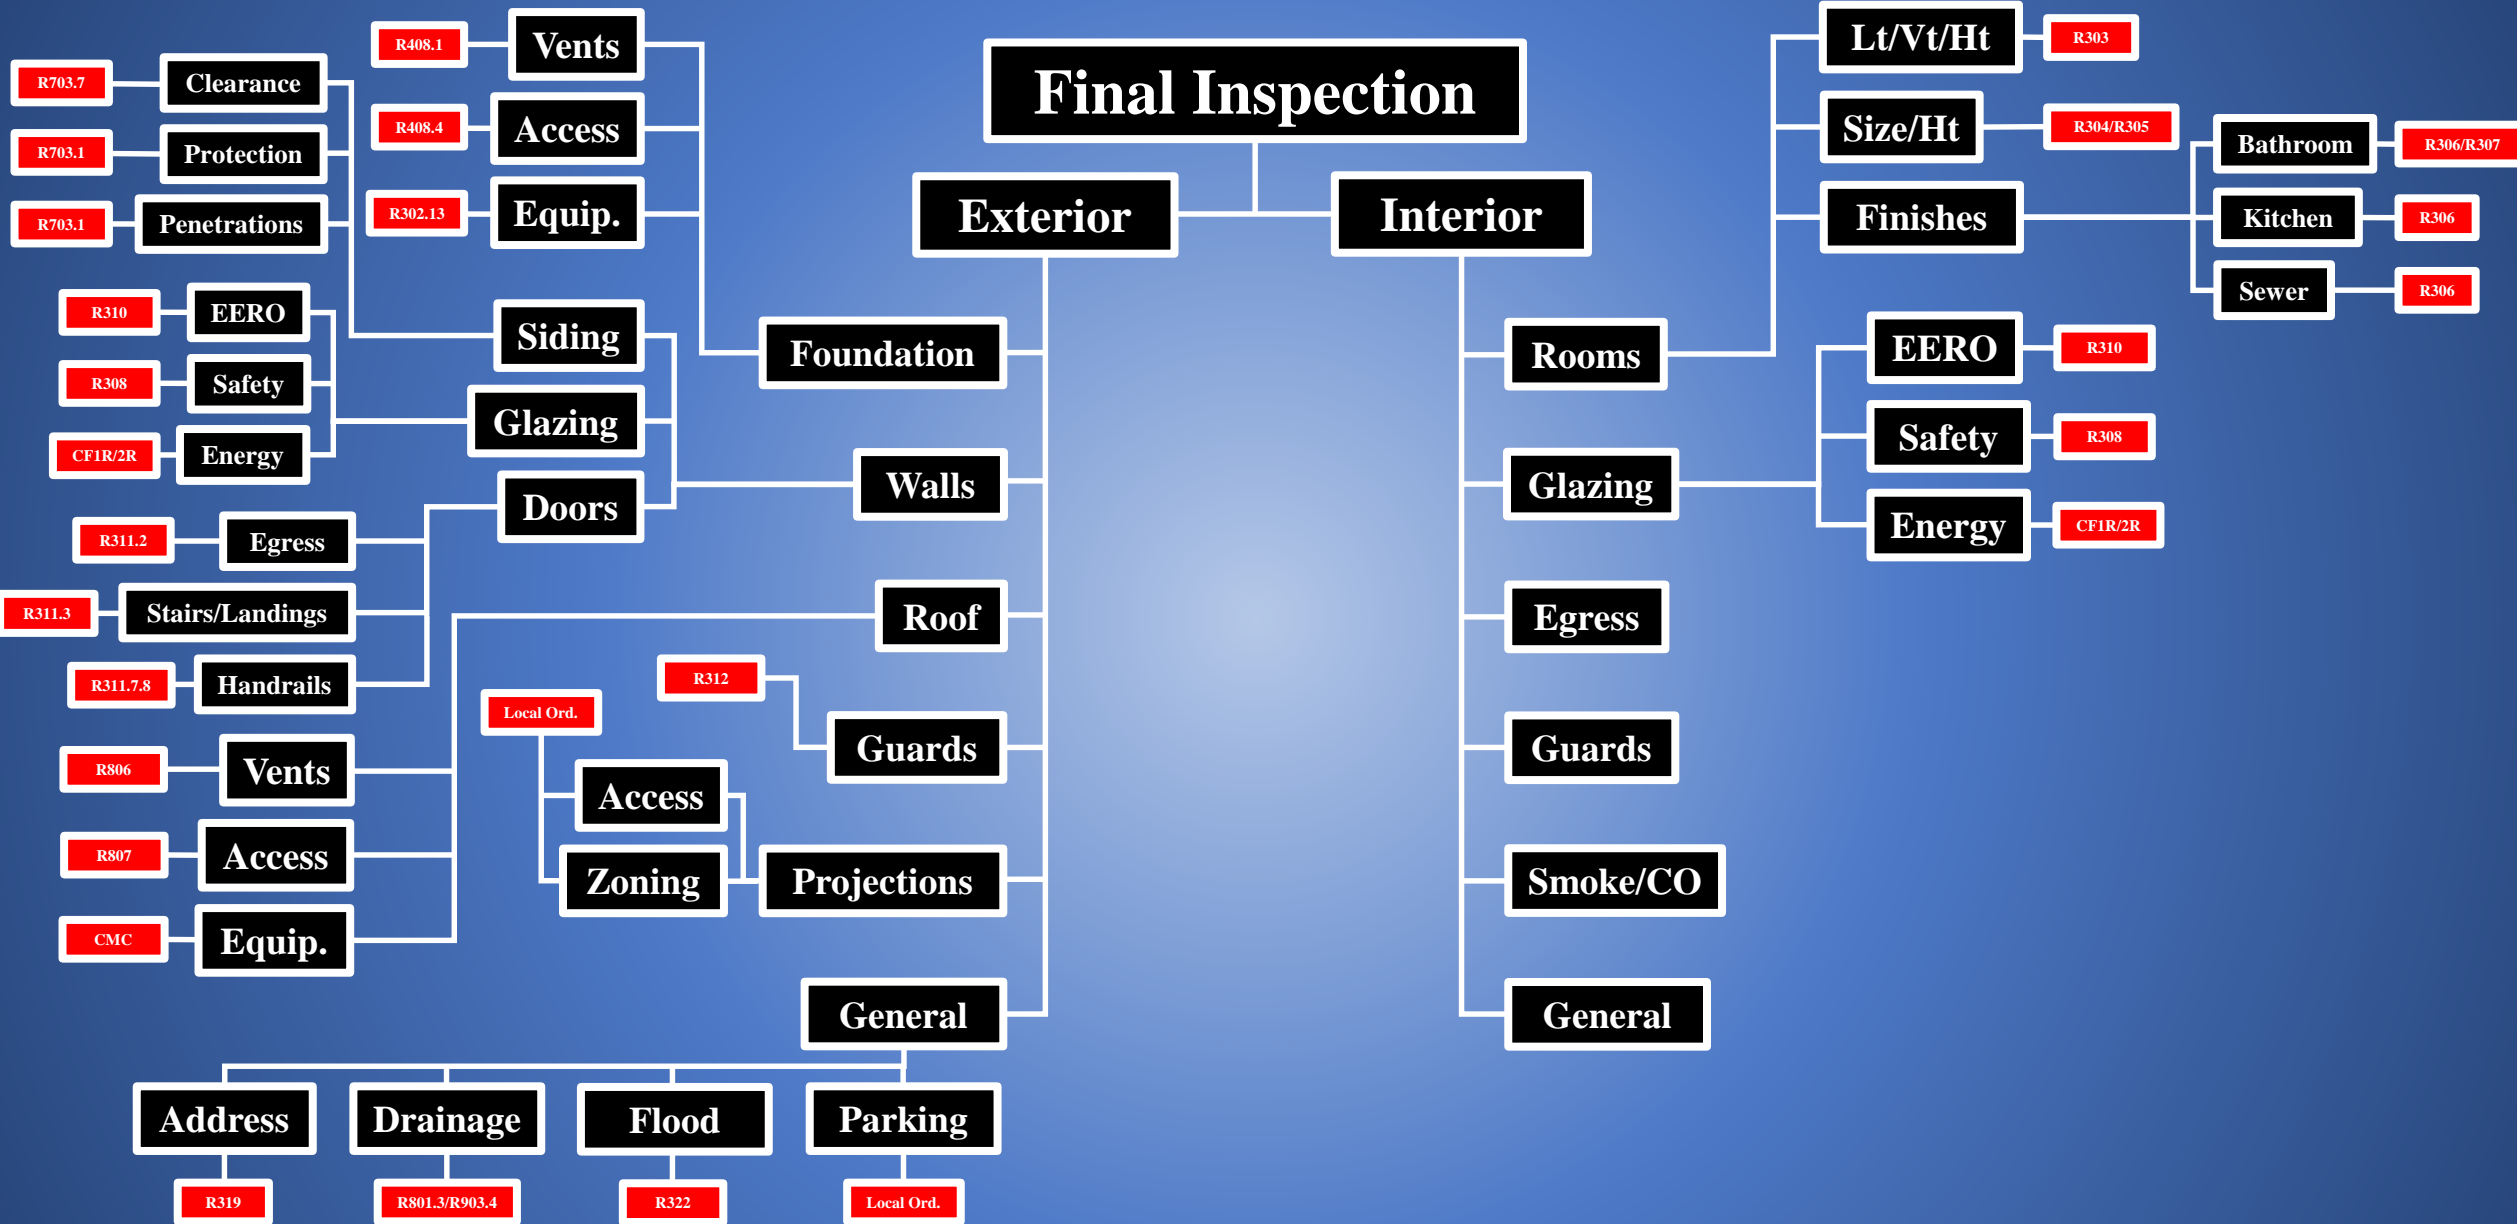 Final Inspection
Exterior
Interior
Foundation
Vents
R408.1
Access
R408.4
Equip.
R302.13
Walls
Siding
Clearance
R703.7
Protection
R703.1
Penetrations
R703.1
Glazing
EERO
R310
Safety
R308
Energy
CF1R/2R
Doors
Egress
R311.2
Stairs/Landings
R311.3
Handrails
R311.7.8
Roof
Vents
R806
Access
R807
Equip.
CMC
Guards
R312
Projections
Access
Zoning
Local Ord.
General
Address
R319
Drainage
R801.3/R903.4
Flood
R322
Parking
Local Ord.
Rooms
Lt/Vt/Ht
R303
Size/Ht
R304/R305
Finishes
Bathroom
R306/R307
Kitchen
R306
Sewer
R306
Glazing
EERO
R310
Safety
R308
Energy
CF1R/2R
Egress
Guards
Smoke/CO
General